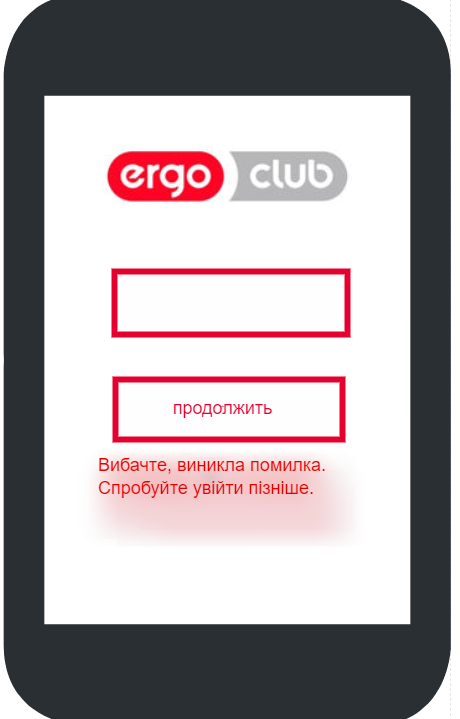 ergo club
продолжить
Вибачте, виникла помилка.
Спробуйте увійти пізніше.